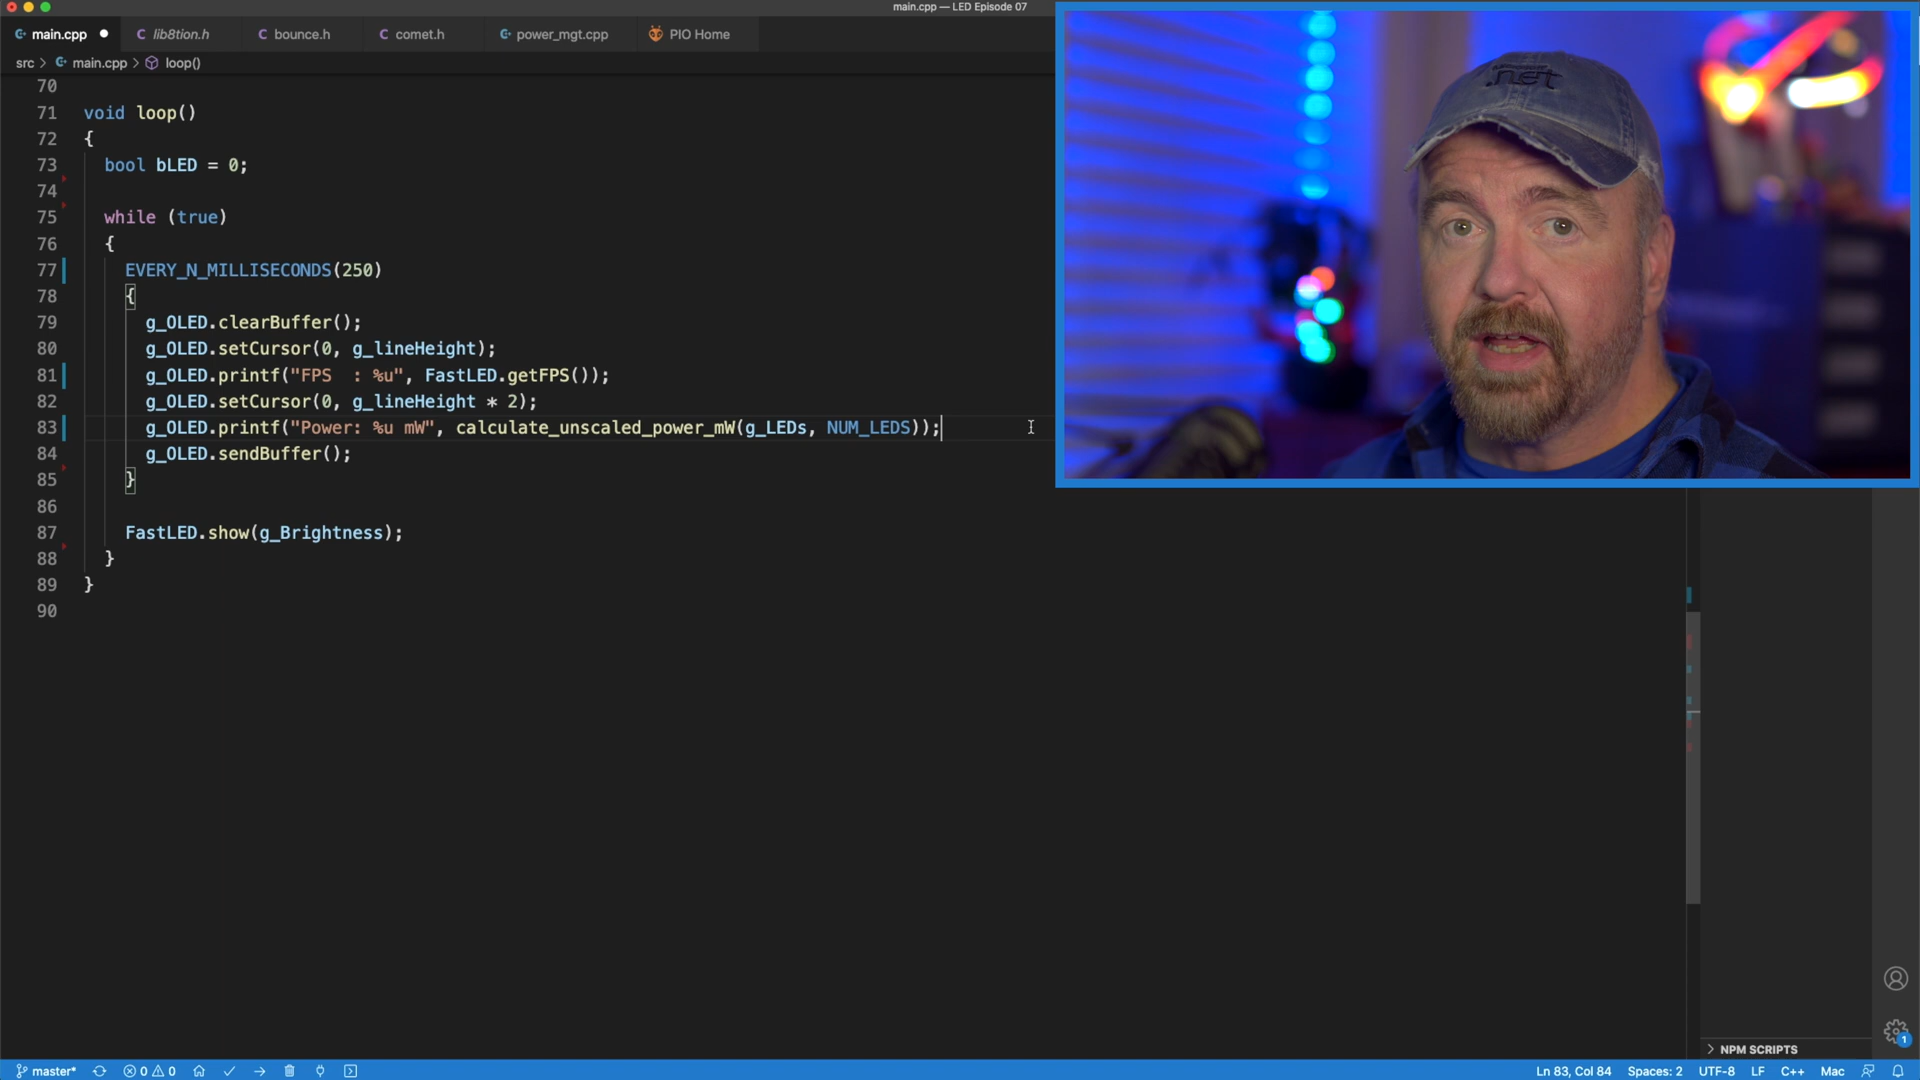 main.cpp — LED Episode 07
main.cpp lib8tion.h bounce.h comet.h power_mgt.cpp PIO Home
src > main.cpp > loop()
70
71 void loop()
72 {
73 bool bLED = 0;
74
75 while (true)
76 {
77 EVERY_N_MILLISECONDS(250)
78 {
79 g_OLED.clearBuffer();
80 g_OLED.setCursor(0, g_lineHeight);
81 g_OLED.printf("FPS  : %u", FastLED.getFPS());
82 g_OLED.setCursor(0, g_lineHeight * 2);
83 g_OLED.printf("Power: %u mW", calculate_unscaled_power_mW(g_LEDs, NUM_LEDS));
84 g_OLED.sendBuffer();
85 }
86
87 FastLED.show(g_Brightness);
88 }
89 }
90
.net
1
> NPM SCRIPTS
master* 0 0 Ln 83, Col 84 Spaces: 2 UTF-8 LF C++ Mac